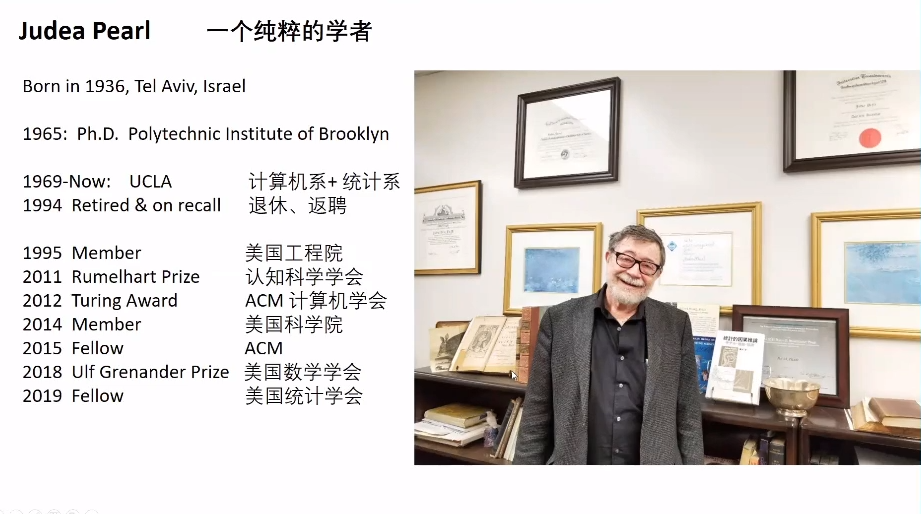 Judea Pearl 一个纯粹的学者
Born in 1936, Tel Aviv, Israel
1965: Ph.D. Polytechnic Institute of Brooklyn
1969-Now: UCLA 计算机系+ 统计系
1994 Retired & on recall 退休、返聘
1995 Member 美国工程院
2011 Rumelhart Prize 认知科学学会
2012 Turing Award ACM 计算机学会
2014 Member 美国科学院
2015 Fellow ACM
2018 Ulf Grenander Prize 美国数学学会
2019 Fellow 美国统计学会